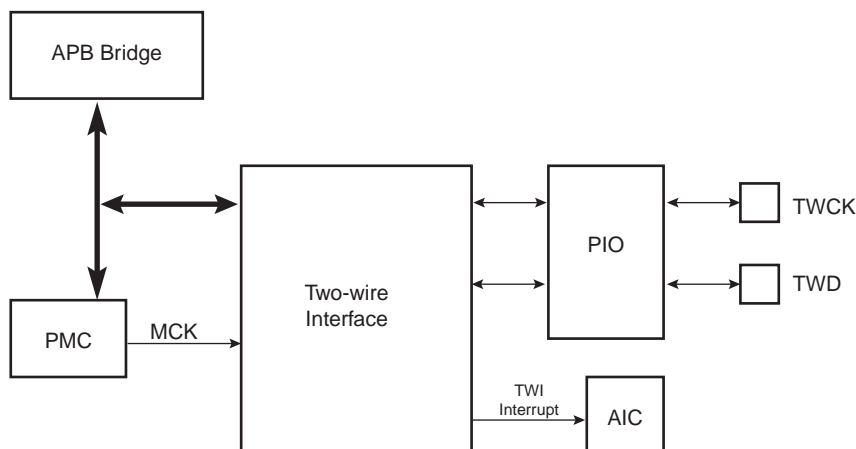 APB Bridge
TWCK
PIO
Two-wire
Interface
TWD
PMC
MCK
TWI
Interrupt
AIC